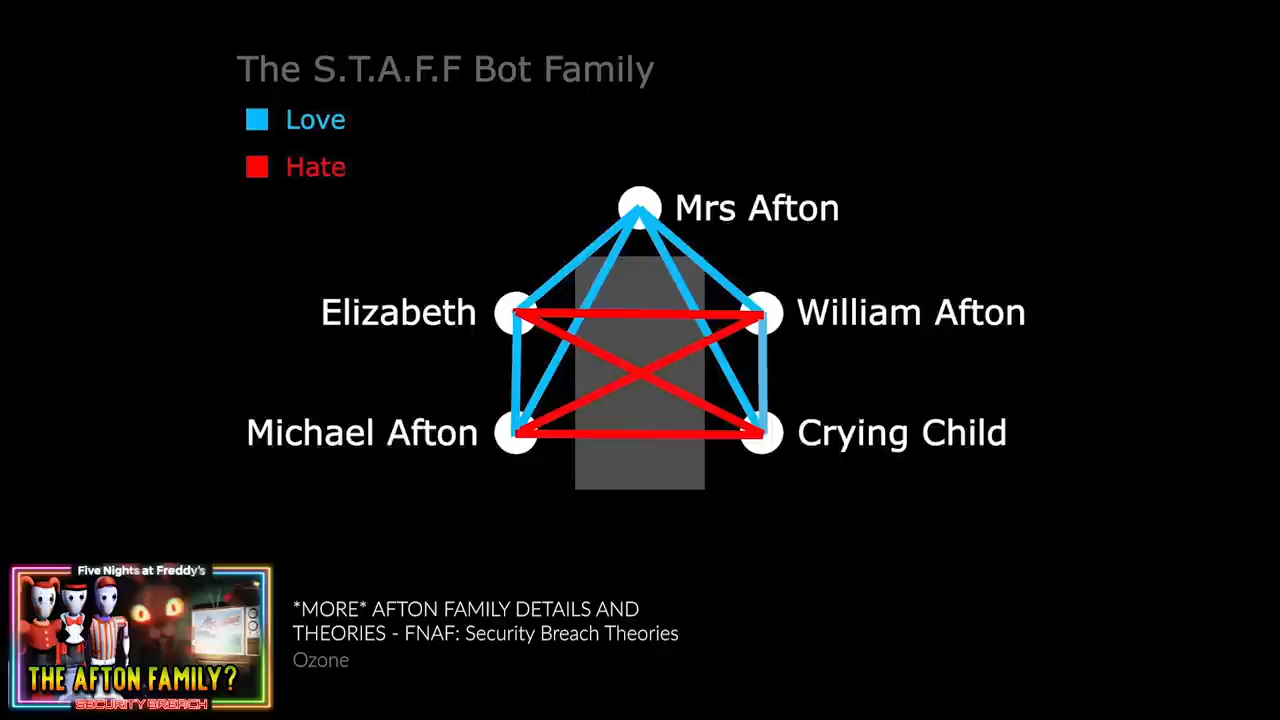 The S.T.A.F.F Bot Family
Love
Hate
Mrs Afton
Elizabeth
William Afton
Michael Afton
Crying Child
Five Nights at Freddy's
THE AFTON FAMILY?
SECURITY BREACH
*MORE* AFTON FAMILY DETAILS AND
THEORIES - FNAF: Security Breach Theories
Ozone